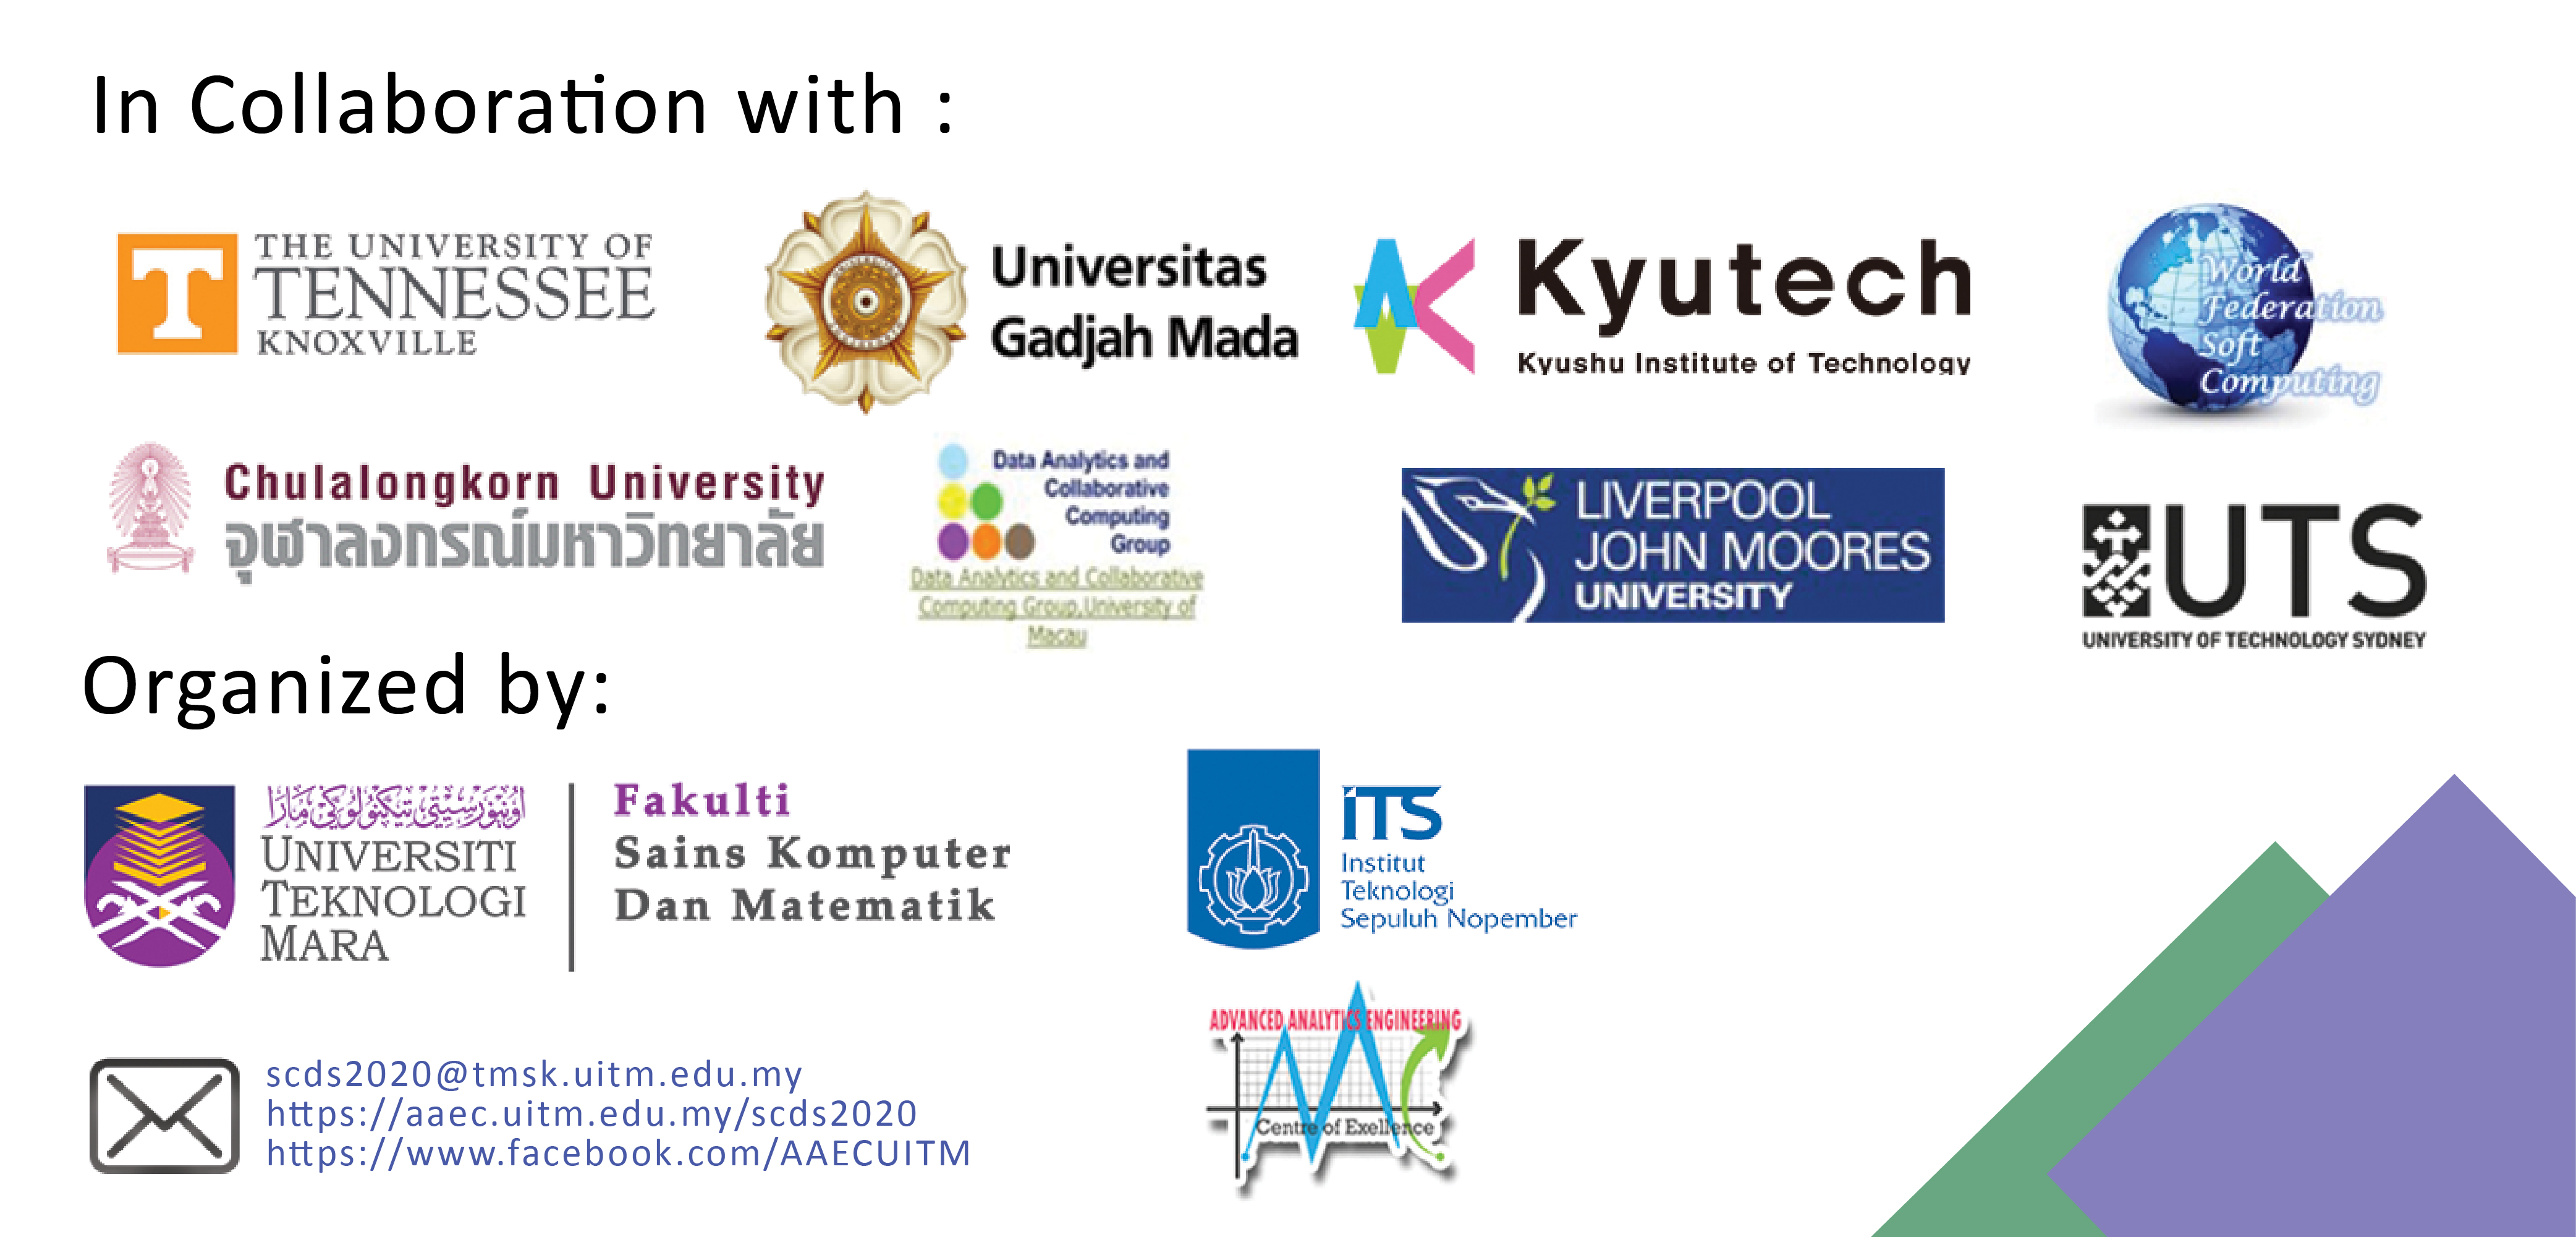 In Collaboration with :
T
THE UNIVERSITY OF
TENNESSEE
KNOXVILLE
Universitas
Gadjah Mada
Kyutech
Kyushu Institute of Technology
World
Federation
Soft
Computing
Chulalongkorn University
จุฬาลงกรณ์มหาวิทยาลัย
Data Analytics and
Collaborative
Computing
Group
Data Analytics and Collaborative
Computing Group,University of
Macau
LIVERPOOL
JOHN MOORES
UNIVERSITY
UTS
UNIVERSITY OF TECHNOLOGY SYDNEY
Organized by:
اونيۏرسيتي تيكنولوݢي مارا
UNIVERSITI
TEKNOLOGI
MARA
Fakulti
Sains Komputer
Dan Matematik
iTS
Institut
Teknologi
Sepuluh Nopember
ADVANCED ANALYTICS ENGINEERING
Centre of Exellence
scds2020@tmsk.uitm.edu.my
https://aaec.uitm.edu.my/scds2020
https://www.facebook.com/AAECUITM